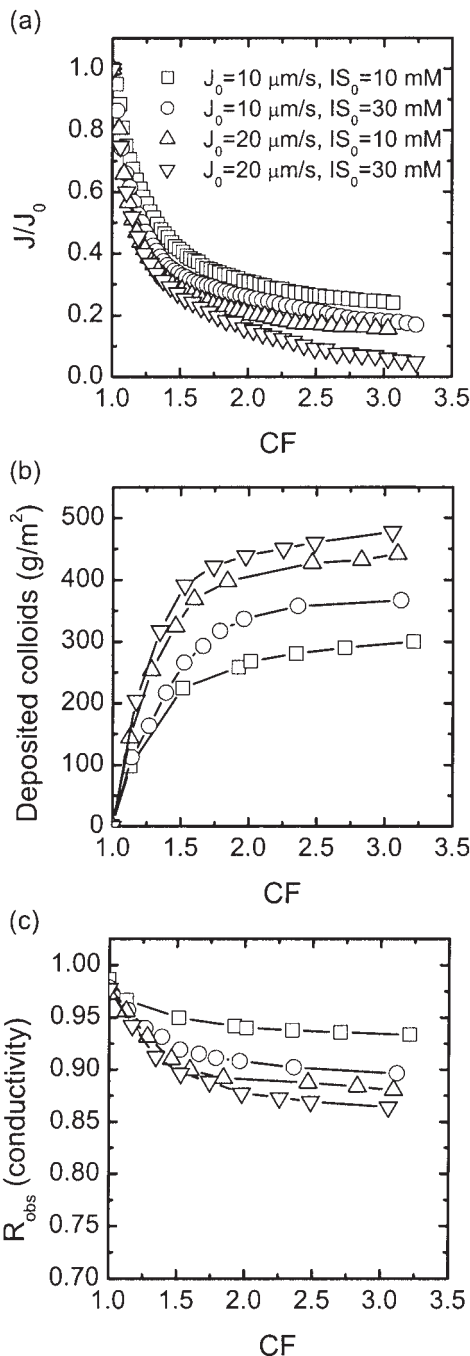 (a)
1.0
0.8
0.6
0.4
0.2
0.0
J/J₀
J₀=10 μm/s, IS₀=10 mM
J₀=10 μm/s, IS₀=30 mM
J₀=20 μm/s, IS₀=10 mM
J₀=20 μm/s, IS₀=30 mM
1.0 1.5 2.0 2.5 3.0 3.5
CF
(b)
500
400
300
200
100
0
Deposited colloids (g/m²)
1.0 1.5 2.0 2.5 3.0 3.5
CF
(c)
1.00
0.95
0.90
0.85
0.80
0.75
0.70
R_obs (conductivity)
1.0 1.5 2.0 2.5 3.0 3.5
CF